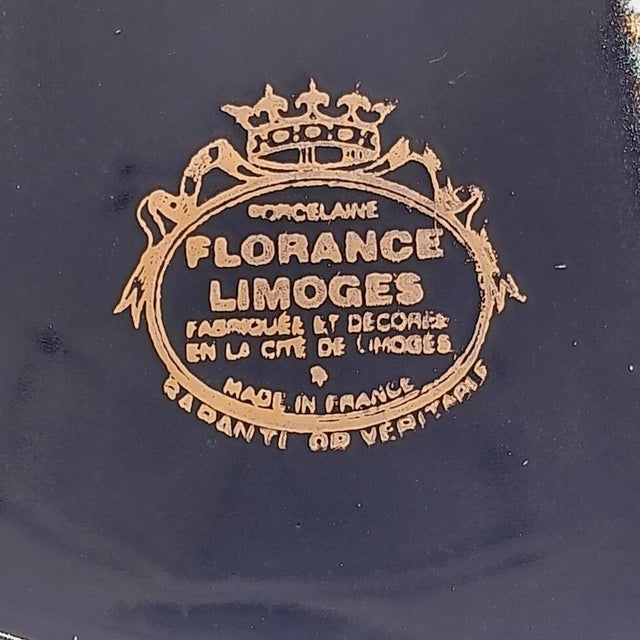 PORCELAINE
FLORANCE
LIMOGES
FABRIQUÉE ET DÉCORÉE
EN LA CITÉ DE LIMOGES
MADE IN FRANCE
GARANTI OR VÉRITABLE